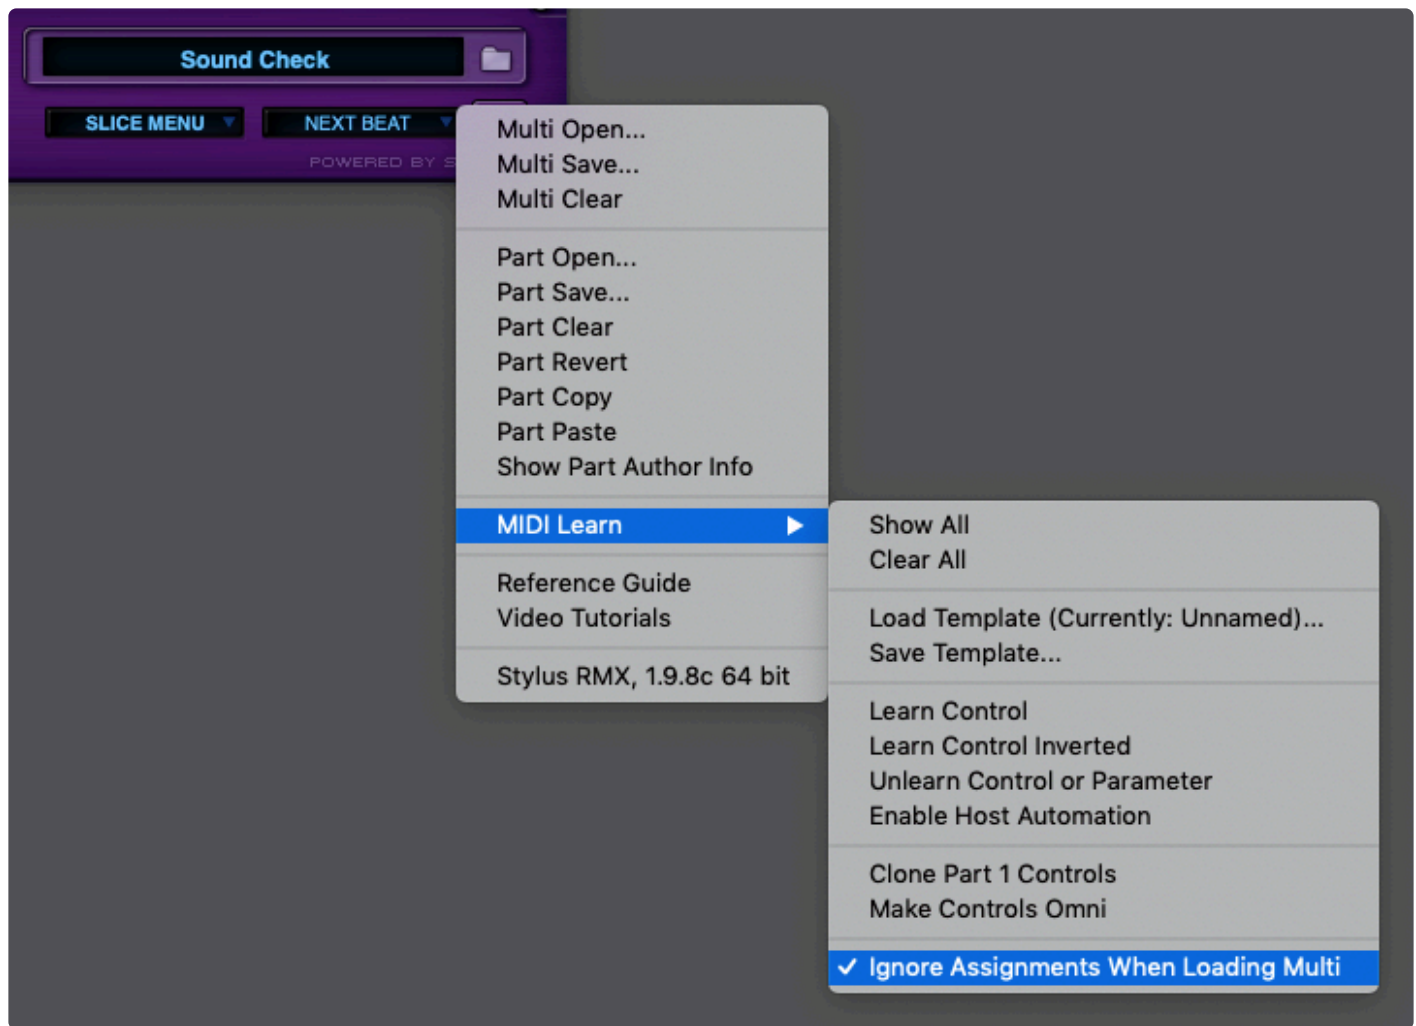 Sound Check
SLICE MENU
NEXT BEAT
POWERED BY S
Multi Open...
Multi Save...
Multi Clear
Part Open...
Part Save...
Part Clear
Part Revert
Part Copy
Part Paste
Show Part Author Info
MIDI Learn
Reference Guide
Video Tutorials
Stylus RMX, 1.9.8c 64 bit
Show All
Clear All
Load Template (Currently: Unnamed)...
Save Template...
Learn Control
Learn Control Inverted
Unlearn Control or Parameter
Enable Host Automation
Clone Part 1 Controls
Make Controls Omni
Ignore Assignments When Loading Multi